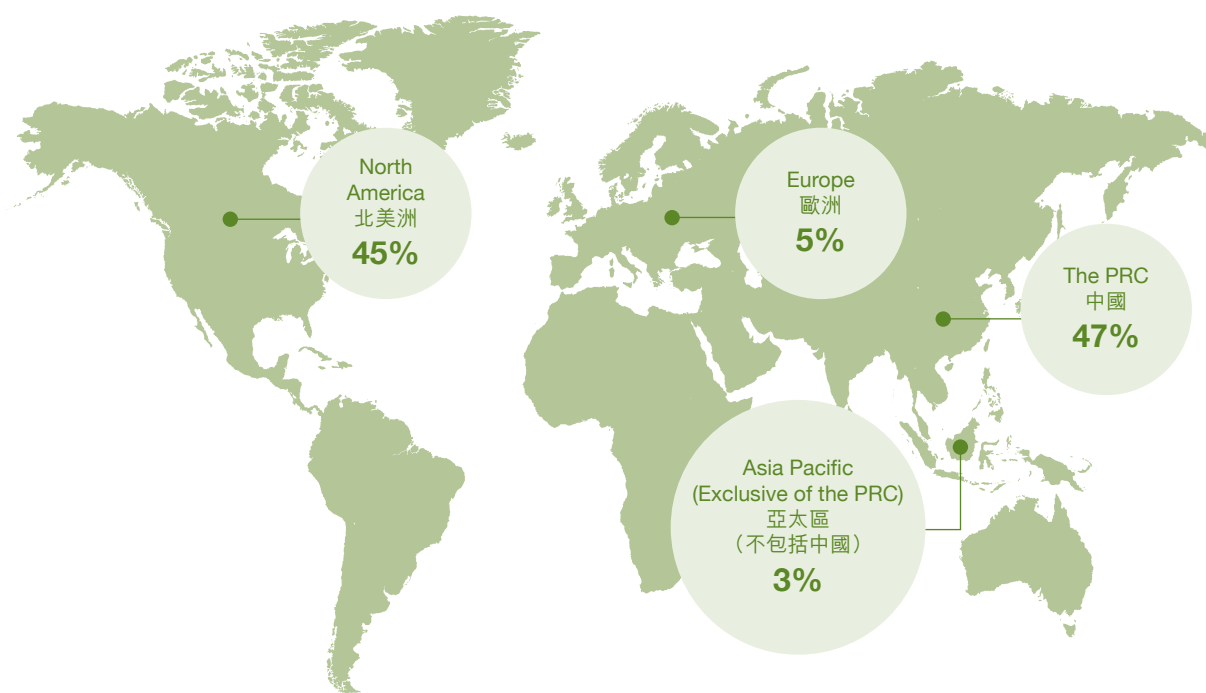 North
America
北美洲
45%
Europe
歐洲
5%
The PRC
中國
47%
Asia Pacific
(Exclusive of the PRC)
亞太區
（不包括中國）
3%